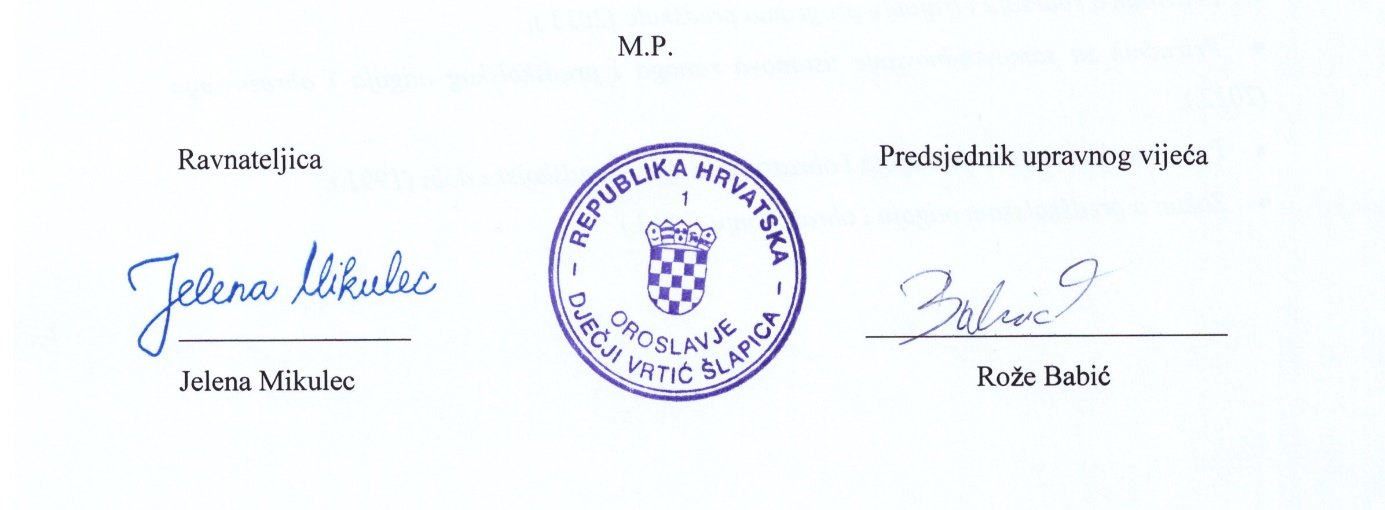 M.P.
Ravnateljica
Predsjednik upravnog vijeća
REPUBLIKA HRVATSKA
1
OROSLAVJE
DJEČJI VRTIĆ ŠLAPICA
Jelena Mikulec
Babić
Jelena Mikulec
Rože Babić